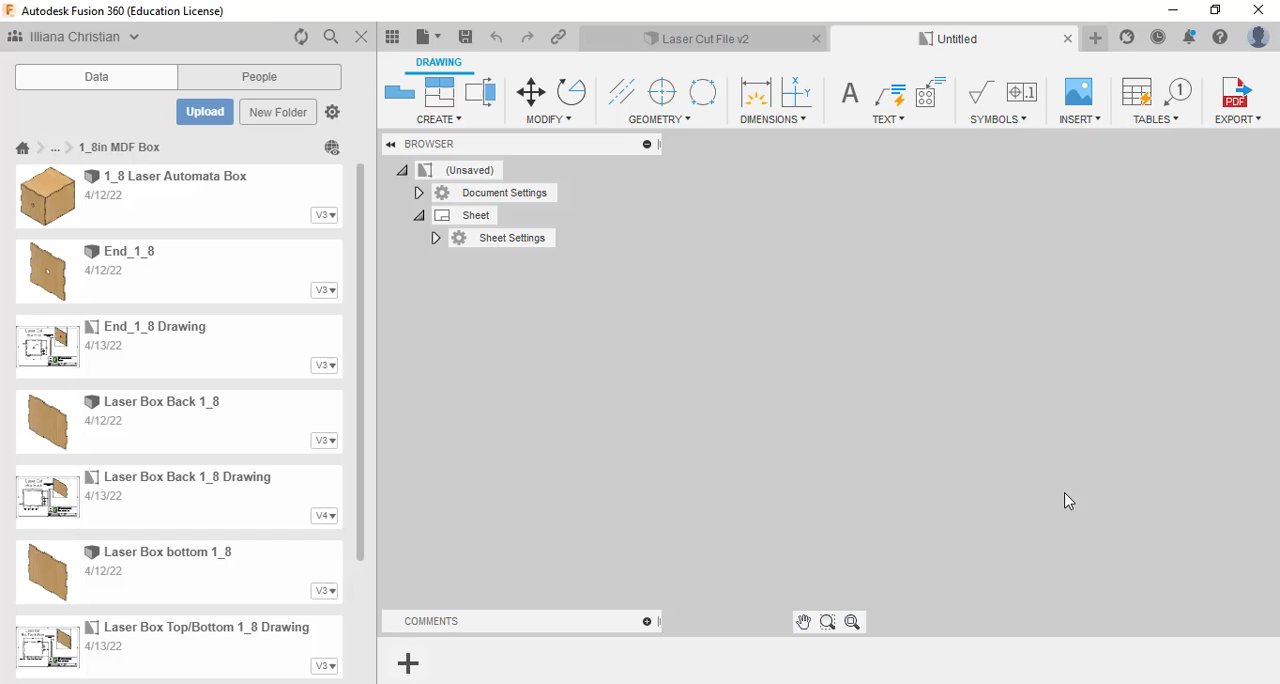 Autodesk Fusion 360 (Education License)
Illiana Christian
Laser Cut File v2
Untitled
Data
People
Upload
New Folder
... 1_8in MDF Box
1_8 Laser Automata Box
4/12/22
V3
End_1_8
4/12/22
V3
End_1_8 Drawing
4/13/22
V3
Laser Box Back 1_8
4/12/22
V3
Laser Box Back 1_8 Drawing
4/13/22
V4
Laser Box bottom 1_8
4/12/22
V3
Laser Box Top/Bottom 1_8 Drawing
4/13/22
V3
DRAWING
CREATE
MODIFY
GEOMETRY
DIMENSIONS
TEXT
SYMBOLS
INSERT
TABLES
EXPORT
BROWSER
(Unsaved)
Document Settings
Sheet
Sheet Settings
COMMENTS